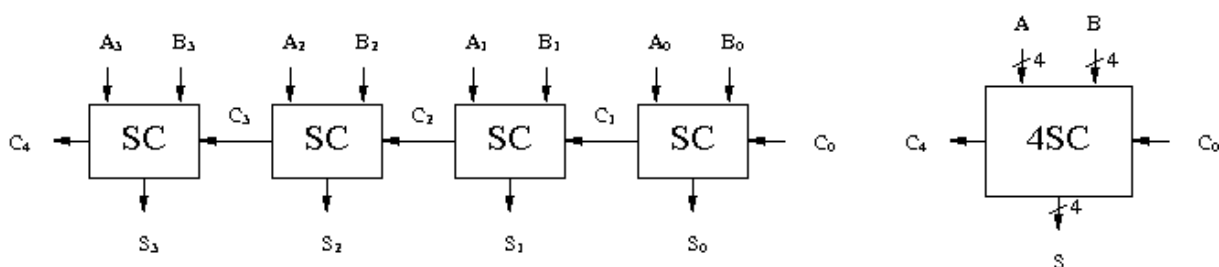 A₃ B₃ A₂ B₂ A₁ B₁ A₀ B₀
C₄ SC C₃ SC C₂ SC C₁ SC C₀
S₃ S₂ S₁ S₀
A B
4 4
C₄ 4SC C₀
4
S